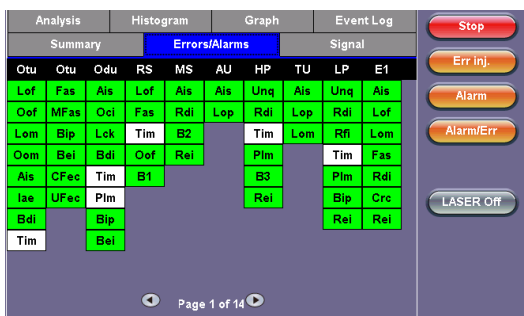 Analysis Histogram Graph Event Log
Summary Errors/Alarms Signal
Otu Otu Odu RS MS AU HP TU LP E1
Lof Fas Ais Lof Ais Ais Unq Ais Unq Ais
Oof MFas Oci Fas Rdi Lop Rdi Lop Rdi Lof
Lom Bip Lck Tim B2 Tim Lom Rfi Lom
Oom Bei Bdi Oof Rei Plm Tim Fas
Ais CFec Tim B1 B3 Plm Rdi
Iae UFec Plm Rei Bip Crc
Bdi Bip Rei Rei
Tim Bei
Page 1 of 14
Stop
Err inj.
Alarm
Alarm/Err
LASER Off